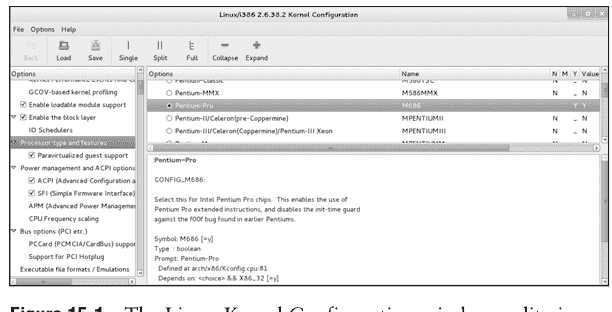 Linux/i386 2.6.38.2 Kernel Configuration
File Options Help
Back Load Save Single Split Full Collapse Expand
Options
GCOV-based kernel profiling
Enable loadable module support
Enable the block layer
IO Schedulers
Processor type and features
Paravirtualized guest support
Power management and ACPI options
ACPI (Advanced Configuration a
SFI (Simple Firmware Interface)
APM (Advanced Power Managemen
CPU Frequency scaling
Bus options (PCI etc.)
PCCard (PCMCIA/CardBus) suppor
Support for PCI Hotplug
Executable file formats / Emulations
Options Name N M Y Value
Pentium-Classic M586TSC N _ N
Pentium-MMX M586MMX N _ N
Pentium-Pro M686 Y Y
Pentium-II/Celeron(pre-Coppermine) MPENTIUMII N _ N
Pentium-III/Celeron(Coppermine)/Pentium-III Xeon MPENTIUMIII N _ N
Pentium-Pro
CONFIG_M686:
Select this for Intel Pentium Pro chips. This enables the use of
Pentium Pro extended instructions, and disables the init-time guard
against the f00f bug found in earlier Pentiums.
Symbol: M686 [=y]
Type : boolean
Prompt: Pentium-Pro
Defined at arch/x86/Kconfig.cpu:81
Depends on: <choice> && X86_32 [=y]
Figure 15-1 The Linux Kernel Configuration window